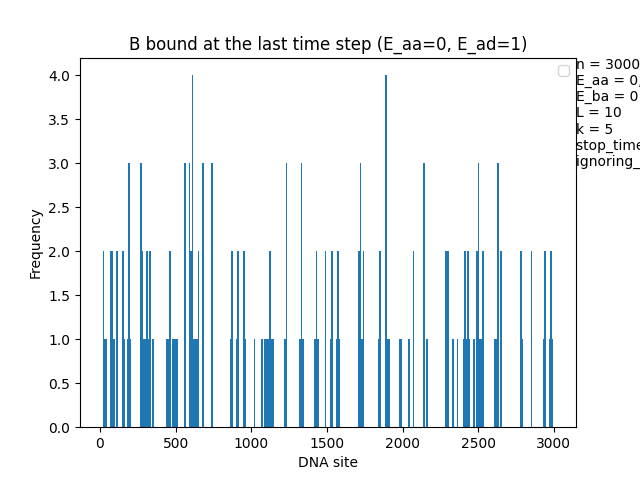 B bound at the last time step (E_aa=0, E_ad=1)
n = 3000
E_aa = 0,
E_ba = 0
L = 10
k = 5
stop_time
ignoring_
4.0
3.5
3.0
2.5
2.0
1.5
1.0
0.5
0.0
Frequency
0 500 1000 1500 2000 2500 3000
DNA site